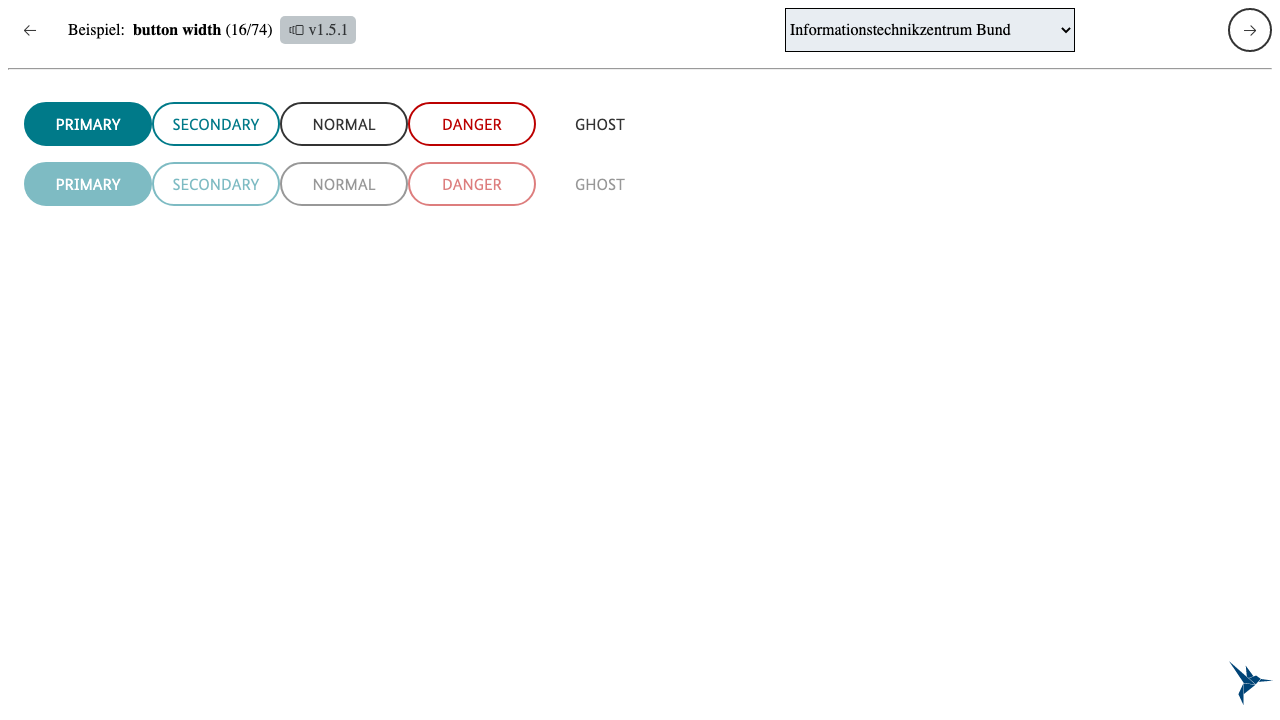 Beispiel: button width (16/74) v1.5.1 Informationstechnikzentrum Bund
PRIMARY SECONDARY NORMAL DANGER GHOST
PRIMARY SECONDARY NORMAL DANGER GHOST